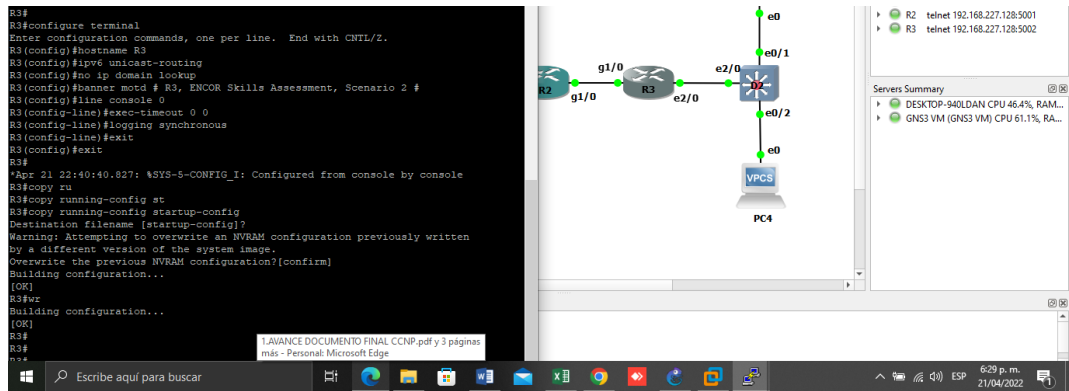 R3#
R3#configure terminal
Enter configuration commands, one per line.  End with CNTL/Z.
R3(config)#hostname R3
R3(config)#ipv6 unicast-routing
R3(config)#no ip domain lookup
R3(config)#banner motd # R3, ENCOR Skills Assessment, Scenario 2 #
R3(config)#line console 0
R3(config-line)#exec-timeout 0 0
R3(config-line)#logging synchronous
R3(config-line)#exit
R3(config)#exit
R3#
*Apr 21 22:40:40.827: %SYS-5-CONFIG_I: Configured from console by console
R3#copy ru
R3#copy running-config st
R3#copy running-config startup-config
Destination filename [startup-config]?
Warning: Attempting to overwrite an NVRAM configuration previously written
by a different version of the system image.
Overwrite the previous NVRAM configuration?[confirm]
Building configuration...
[OK]
R3#wr
Building configuration...
[OK]
R3#
R3#
R3#
1.AVANCE DOCUMENTO FINAL CCNP.pdf y 3 páginas
más - Personal: Microsoft Edge
e0
e0/1
g1/0
e2/0
R2
R3
D2
g1/0
e2/0
e0/2
e0
VPCS
PC4
R2 telnet 192.168.227.128:5001
R3 telnet 192.168.227.128:5002
Servers Summary
DESKTOP-940LDAN CPU 46.4%, RAM...
GNS3 VM (GNS3 VM) CPU 61.1%, RA...
Escribe aquí para buscar
ESP
6:29 p. m.
21/04/2022
1